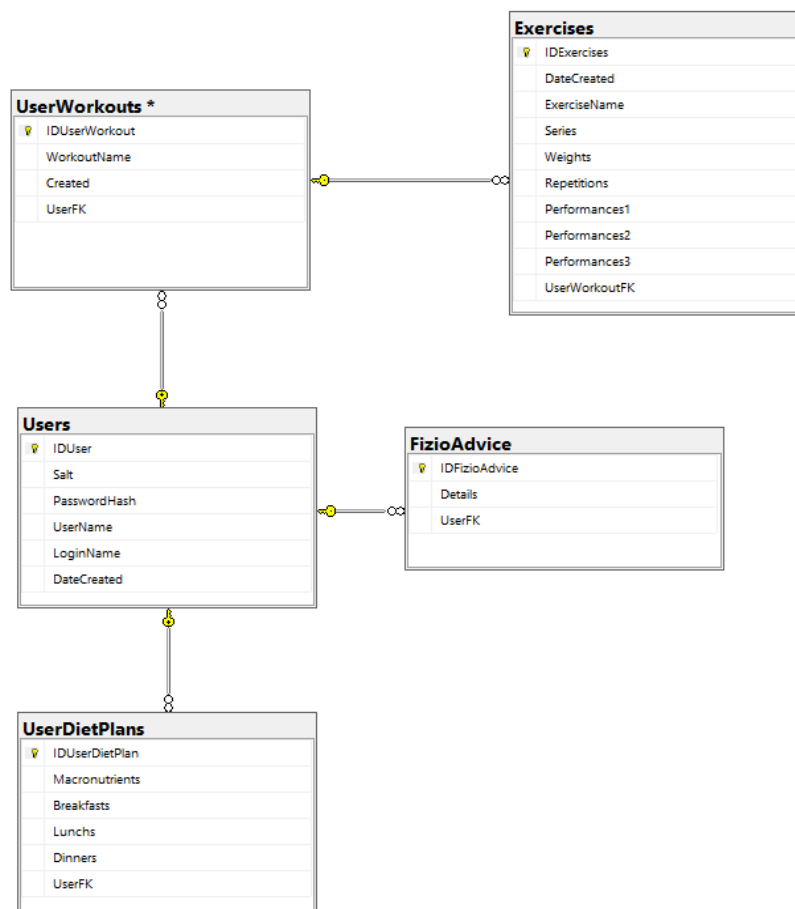 Exercises
IDExercises
DateCreated
ExerciseName
Series
Weights
Repetitions
Performances1
Performances2
Performances3
UserWorkoutFK
UserWorkouts *
IDUserWorkout
WorkoutName
Created
UserFK
Users
IDUser
Salt
PasswordHash
UserName
LoginName
DateCreated
FizioAdvice
IDFizioAdvice
Details
UserFK
UserDietPlans
IDUserDietPlan
Macronutrients
Breakfasts
Lunchs
Dinners
UserFK